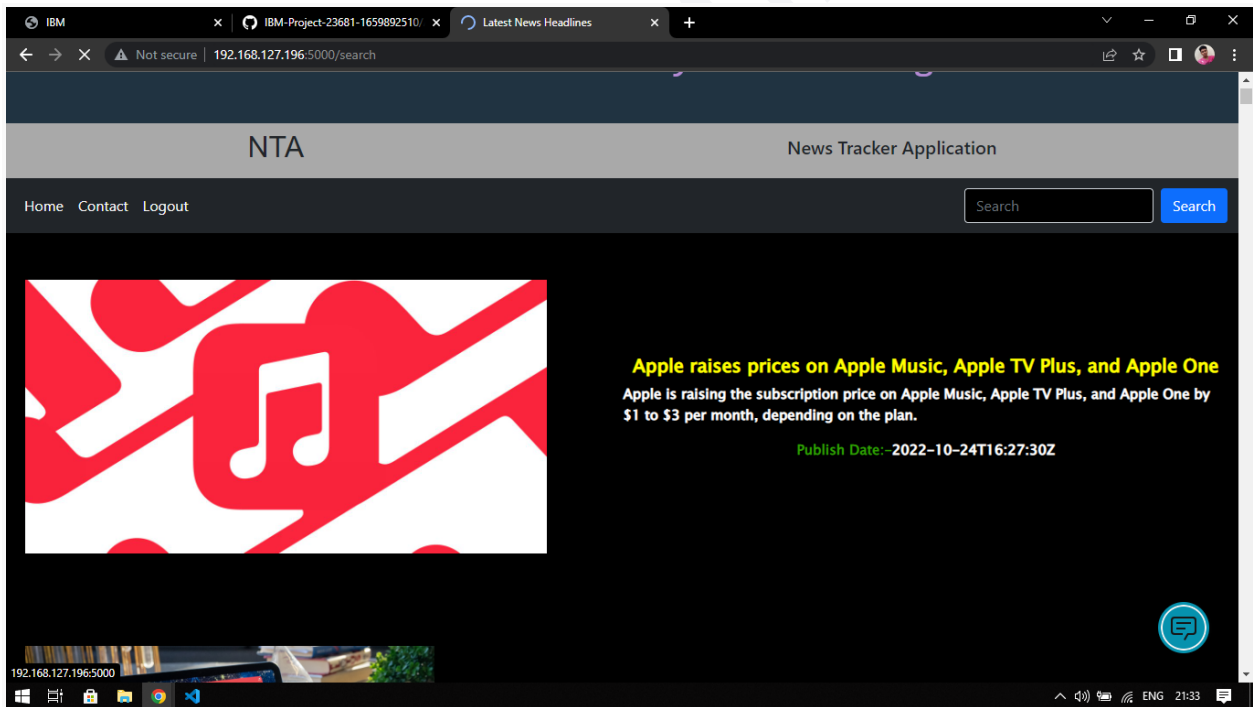 IBM
IBM-Project-23681-1659892510/
Latest News Headlines
Not secure 192.168.127.196:5000/search
NTA
News Tracker Application
Home Contact Logout
Search
Search
Apple raises prices on Apple Music, Apple TV Plus, and Apple One
Apple is raising the subscription price on Apple Music, Apple TV Plus, and Apple One by
$1 to $3 per month, depending on the plan.
Publish Date:-2022-10-24T16:27:30Z
192.168.127.196:5000
ENG 21:33